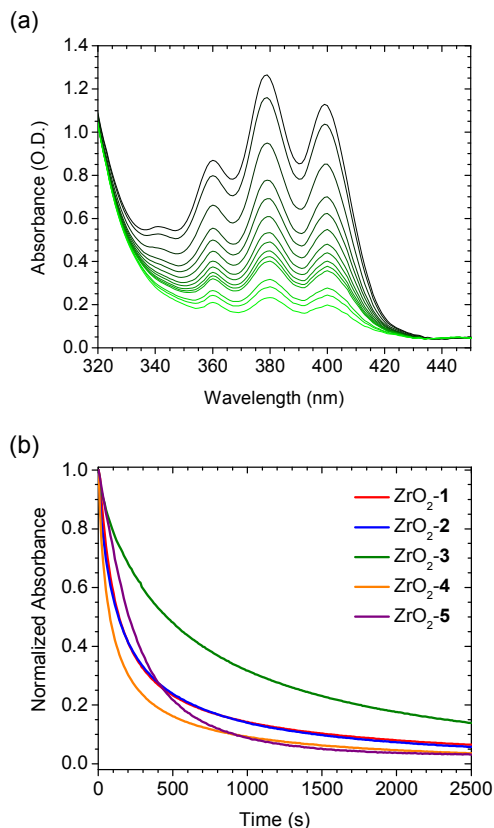 (a)
1.4
1.2
1.0
0.8
0.6
0.4
0.2
0.0
Absorbance (O.D.)
320 340 360 380 400 420 440
Wavelength (nm)
(b)
1.0
0.8
0.6
0.4
0.2
0.0
Normalized Absorbance
ZrO₂-1
ZrO₂-2
ZrO₂-3
ZrO₂-4
ZrO₂-5
0 500 1000 1500 2000 2500
Time (s)